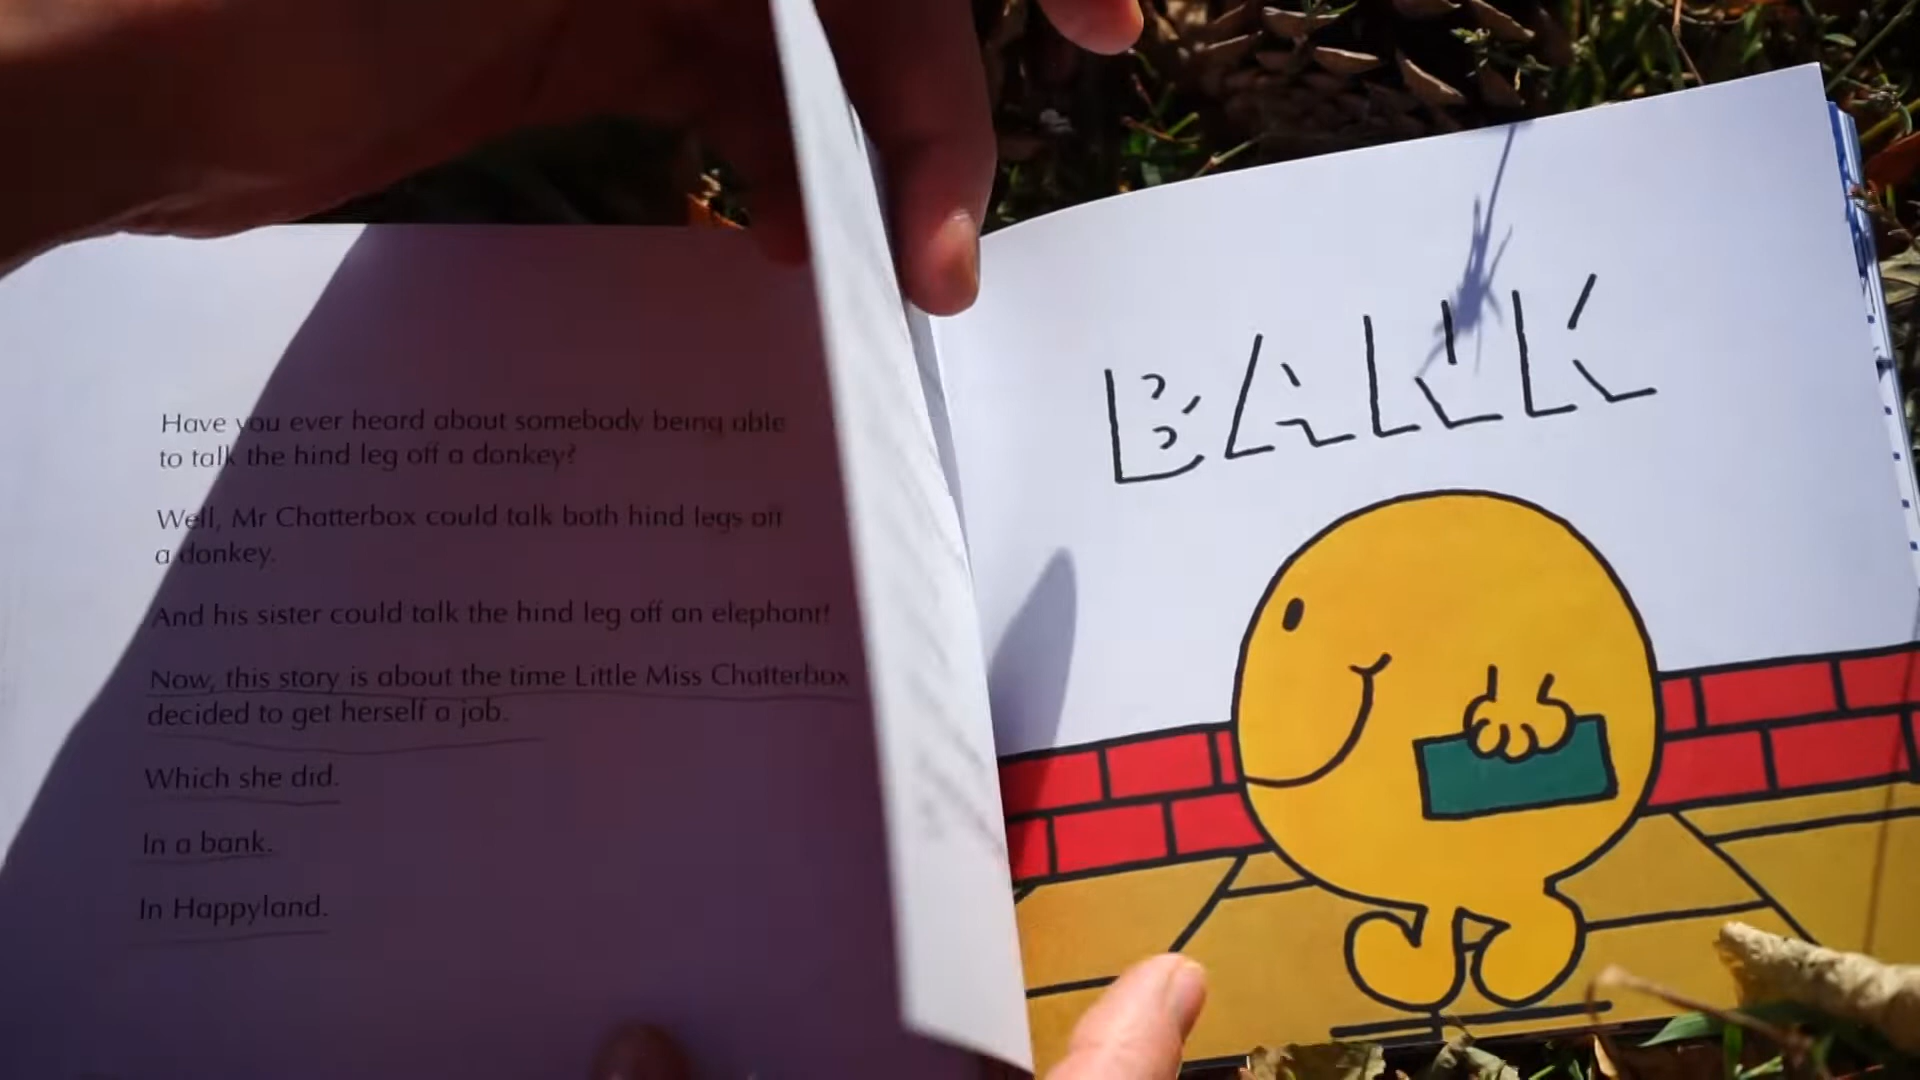 Have you ever heard about somebody being able
to talk the hind leg off a donkey?
Well, Mr Chatterbox could talk both hind legs off
a donkey.
And his sister could talk the hind leg off an elephant!
Now, this story is about the time Little Miss Chatterbox
decided to get herself a job.
Which she did.
In a bank.
In Happyland.
BANK